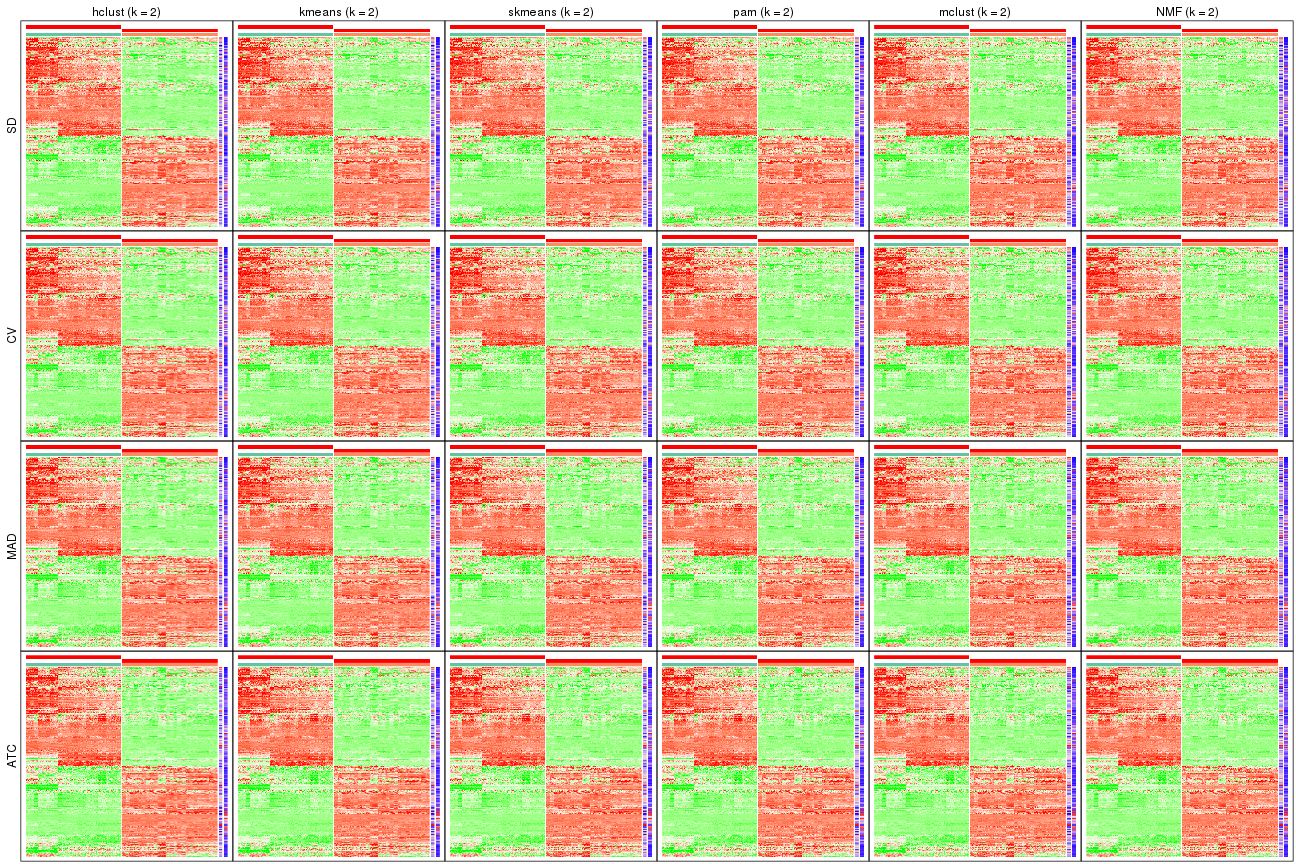 hclust (k = 2) kmeans (k = 2) skmeans (k = 2) pam (k = 2) mclust (k = 2) NMF (k = 2)
SD
CV
MAD
ATC